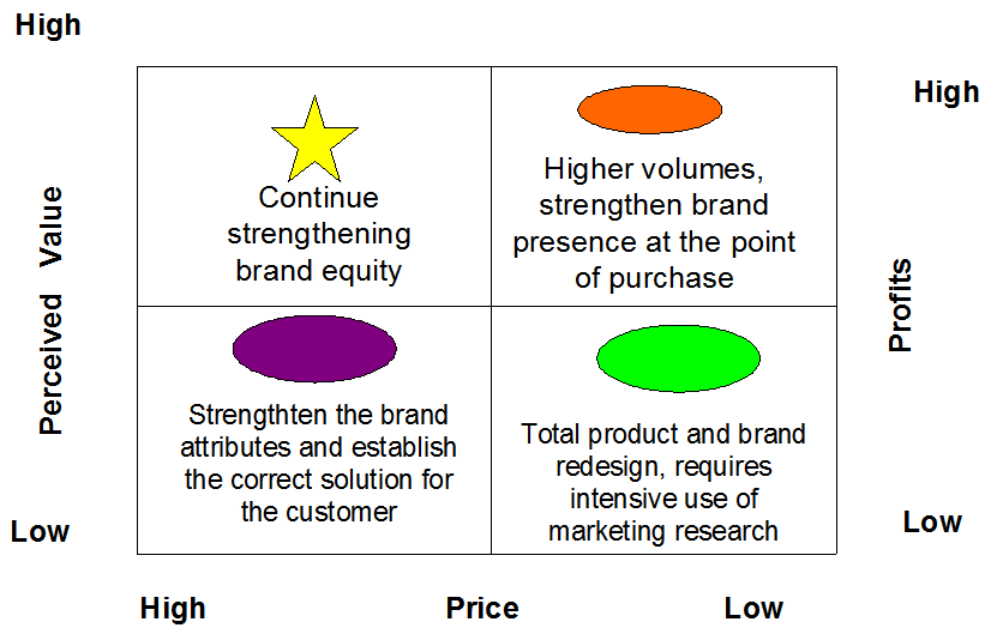 High
High
Continue
strengthening
brand equity
Higher volumes,
strengthen brand
presence at the point
of purchase
Perceived Value
Profits
Strengthten the brand
attributes and establish
the correct solution for
the customer
Total product and brand
redesign, requires
intensive use of
marketing research
Low
Low
High Price Low